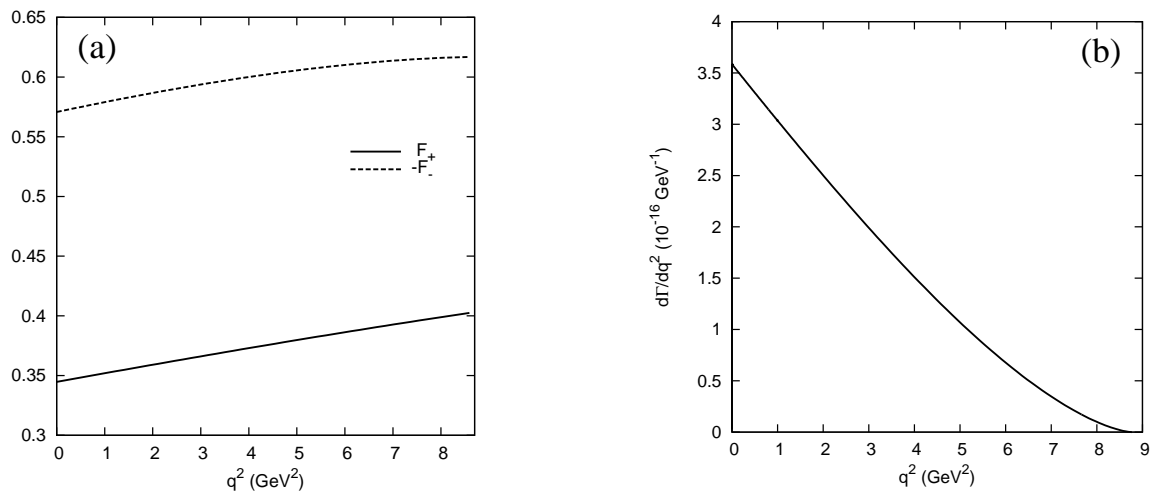 (a)
0.65
0.6
0.55
0.5
0.45
0.4
0.35
0.3
F+
-F-
0 1 2 3 4 5 6 7 8
q² (GeV²)
(b)
4
3.5
3
2.5
2
1.5
1
0.5
0
dΓ/dq² (10⁻¹⁶ GeV⁻¹)
0 1 2 3 4 5 6 7 8 9
q² (GeV²)